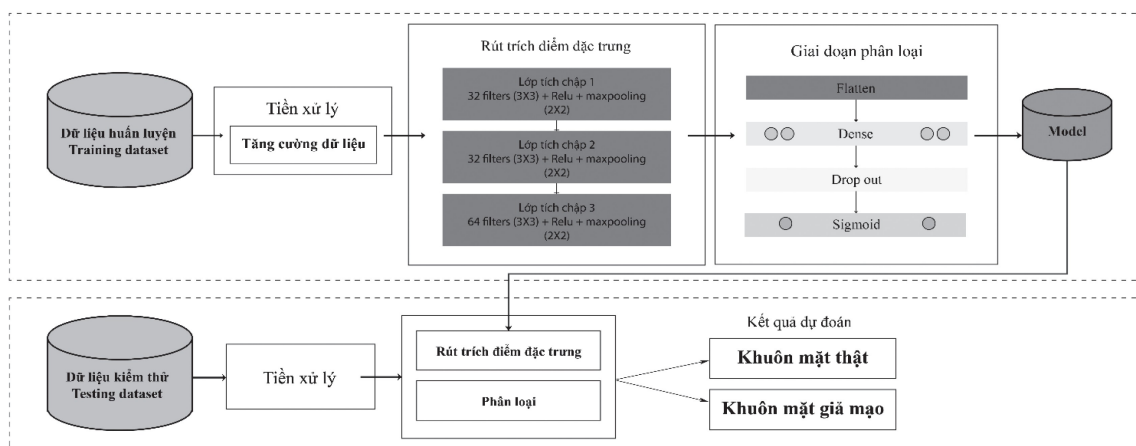 Dữ liệu huấn luyện
Training dataset
Tiền xử lý
Tăng cường dữ liệu
Rút trích điểm đặc trưng
Lớp tích chập 1
32 filters (3X3) + Relu + maxpooling
(2X2)
Lớp tích chập 2
32 filters (3X3) + Relu + maxpooling
(2X2)
Lớp tích chập 3
64 filters (3X3) + Relu + maxpooling
(2X2)
Giai đoạn phân loại
Flatten
Dense
Drop out
Sigmoid
Model
Dữ liệu kiểm thử
Testing dataset
Tiền xử lý
Rút trích điểm đặc trưng
Phân loại
Kết quả dự đoán
Khuôn mặt thật
Khuôn mặt giả mạo